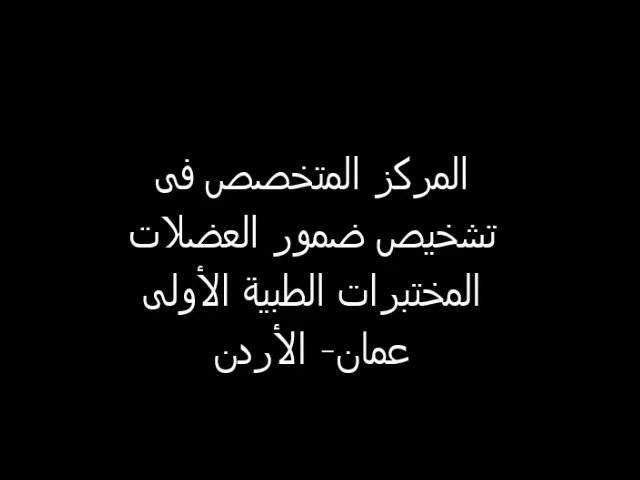 المركز المتخصص فى
تشخيص ضمور العضلات
المختبرات الطبية الأولى
عمان- الأردن